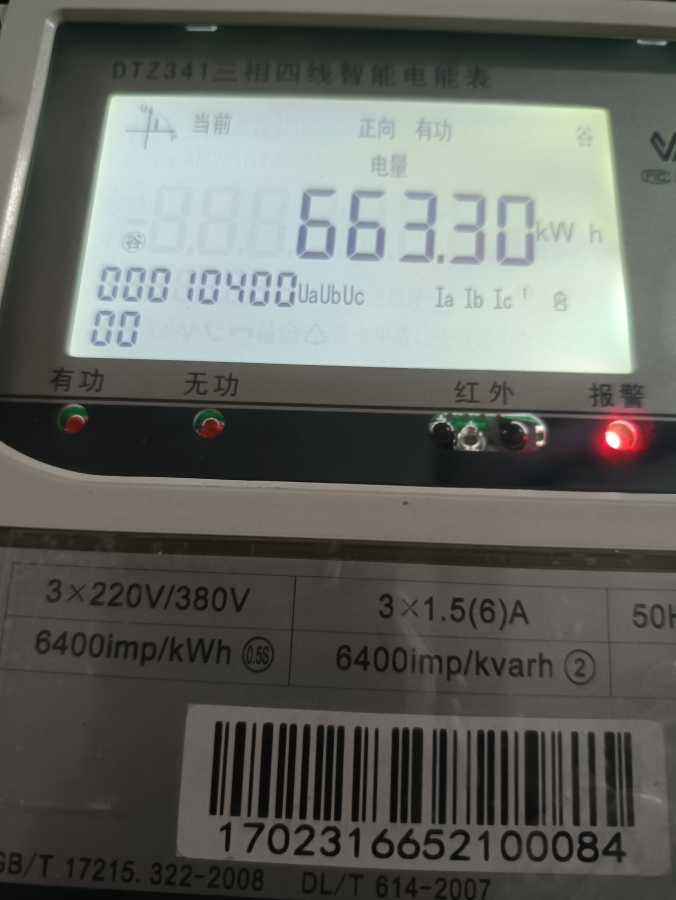 DTZ341三相四线智能电能表
当前 正向 有功 谷
电量
663.30 kW h
谷
00010400 UaUbUc Ia Ib Ic
00
有功 无功 红外 报警
3×220V/380V 3×1.5(6)A 50H
6400imp/kWh 0.5S 6400imp/kvarh 2
1702316652100084
GB/T 17215.322-2008 DL/T 614-2007